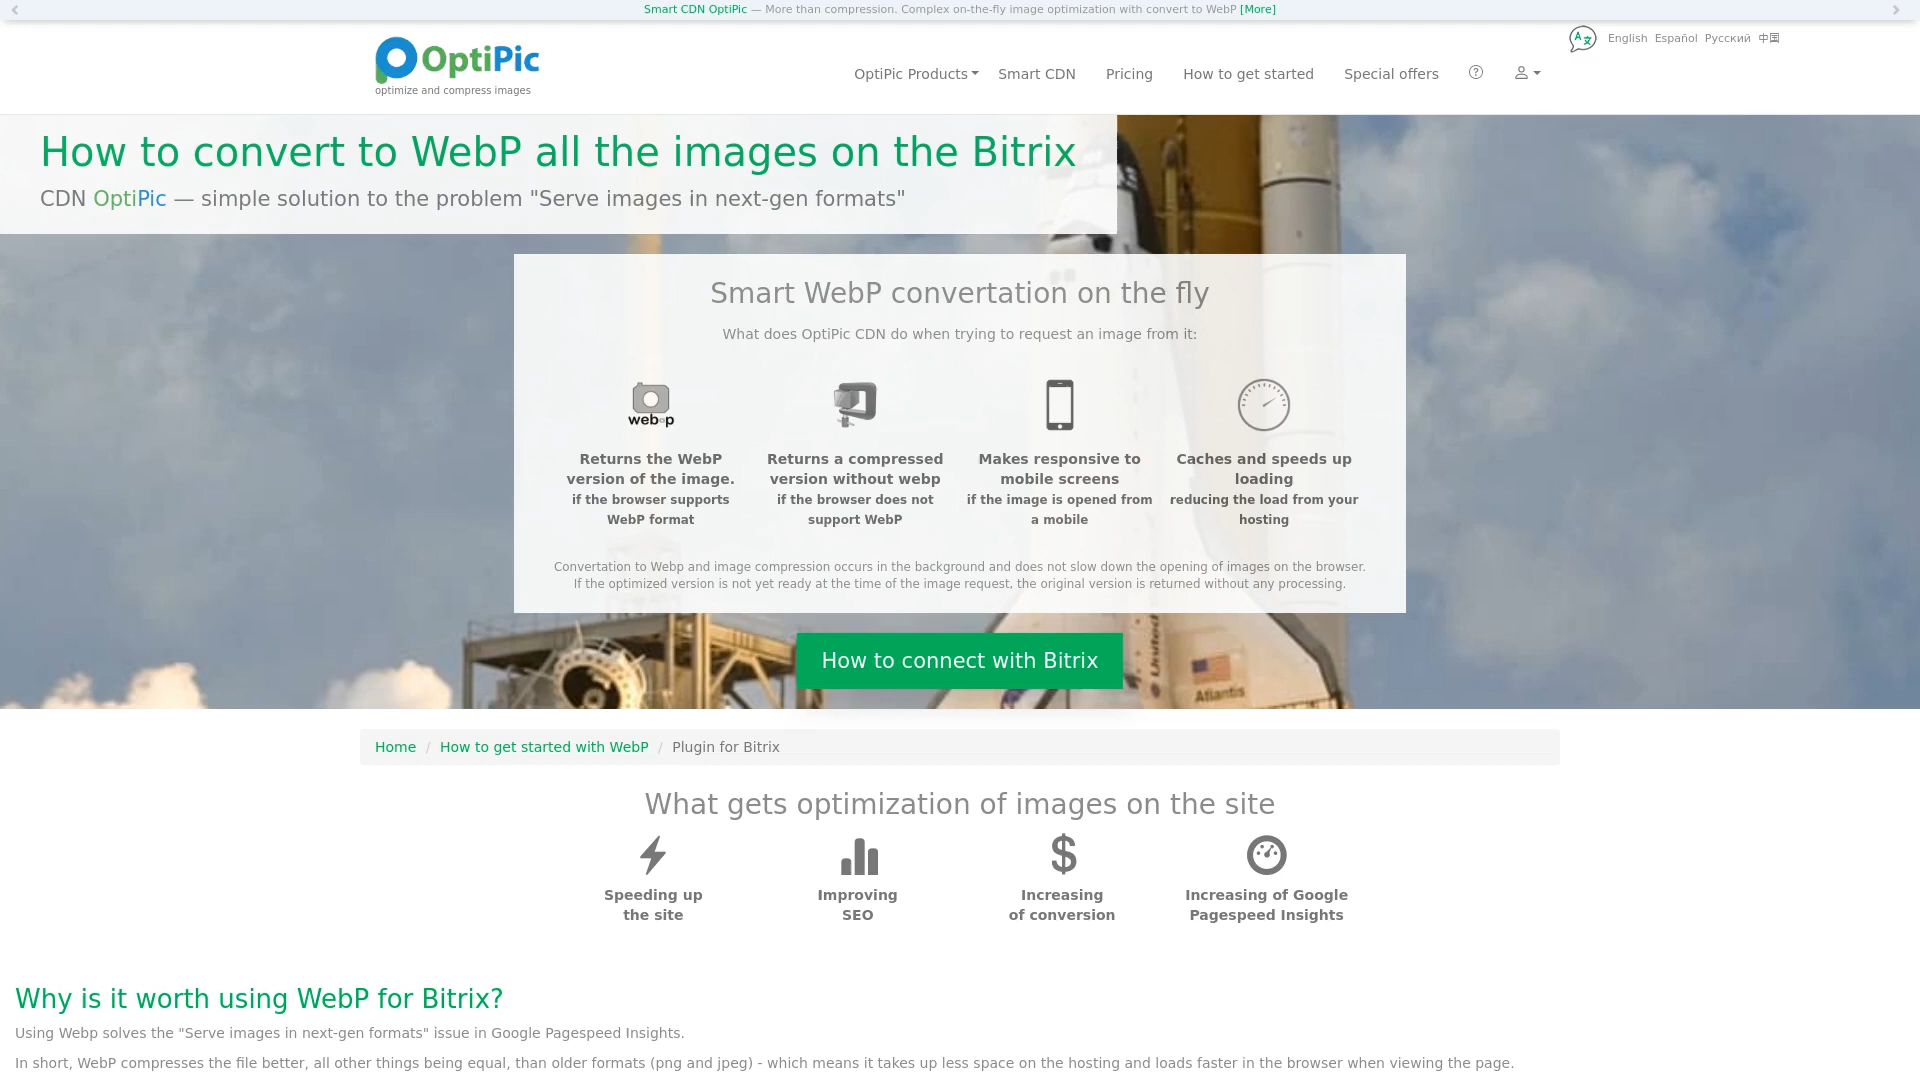 Smart CDN OptiPic — More than compression. Complex on-the-fly image optimization with convert to WebP [More]
English Español Русский 中国
OptiPic
optimize and compress images
OptiPic Products Smart CDN Pricing How to get started Special offers
How to convert to WebP all the images on the Bitrix
CDN OptiPic — simple solution to the problem "Serve images in next-gen formats"
Smart WebP convertation on the fly
What does OptiPic CDN do when trying to request an image from it:
webp
Returns the WebP
version of the image.
if the browser supports
WebP format
Returns a compressed
version without webp
if the browser does not
support WebP
Makes responsive to
mobile screens
if the image is opened from
a mobile
Caches and speeds up
loading
reducing the load from your
hosting
Convertation to Webp and image compression occurs in the background and does not slow down the opening of images on the browser.
If the optimized version is not yet ready at the time of the image request, the original version is returned without any processing.
How to connect with Bitrix
United
Atlantis
Home / How to get started with WebP / Plugin for Bitrix
What gets optimization of images on the site
Speeding up
the site
Improving
SEO
Increasing
of conversion
Increasing of Google
Pagespeed Insights
Why is it worth using WebP for Bitrix?
Using Webp solves the "Serve images in next-gen formats" issue in Google Pagespeed Insights.
In short, WebP compresses the file better, all other things being equal, than older formats (png and jpeg) - which means it takes up less space on the hosting and loads faster in the browser when viewing the page.